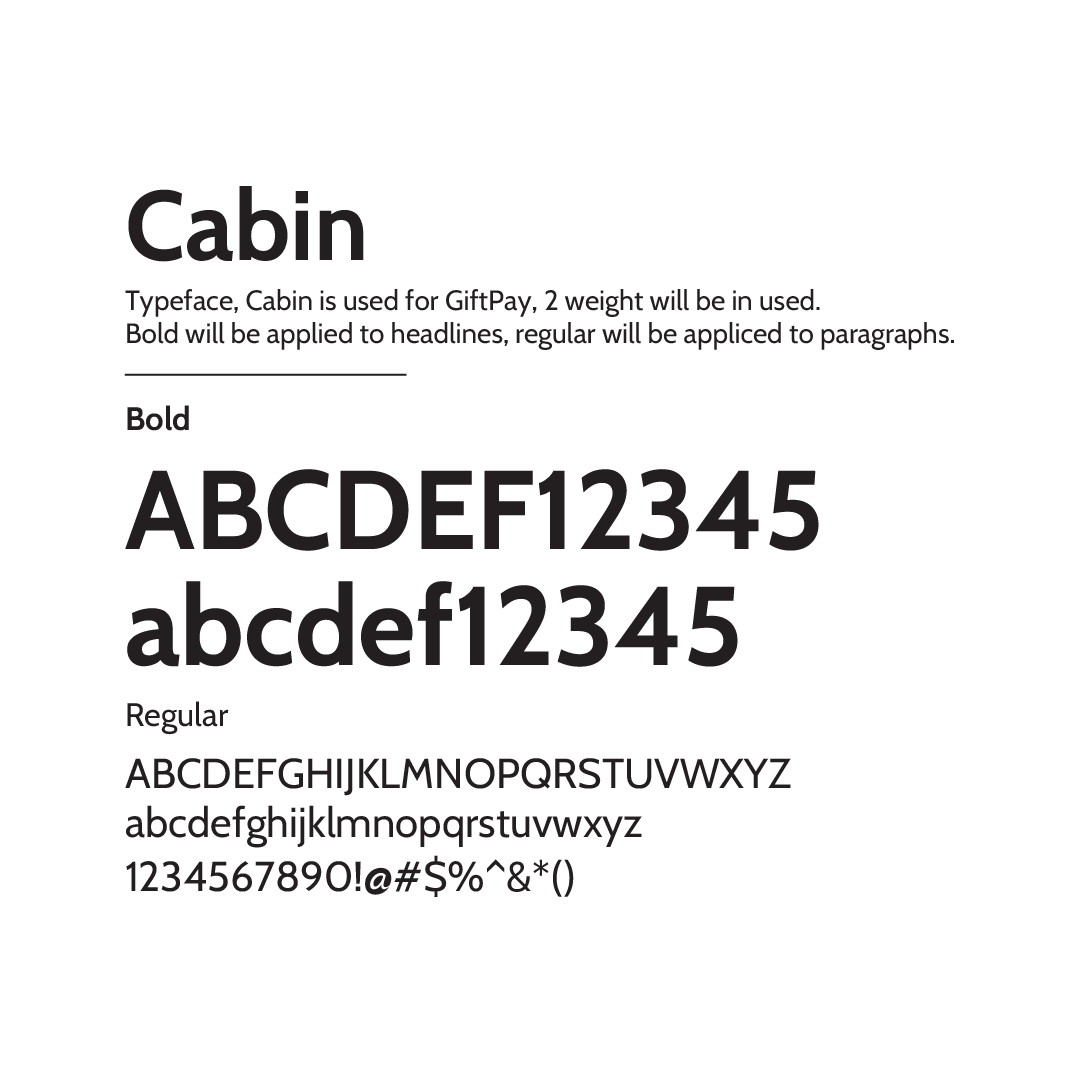 Cabin
Typeface, Cabin is used for GiftPay, 2 weight will be in used.
Bold will be applied to headlines, regular will be appliced to paragraphs.
Bold
ABCDEF12345
abcdef12345
Regular
ABCDEFGHIJKLMNOPQRSTUVWXYZ
abcdefghijklmnopqrstuvwxyz
1234567890!@#$%^&*()